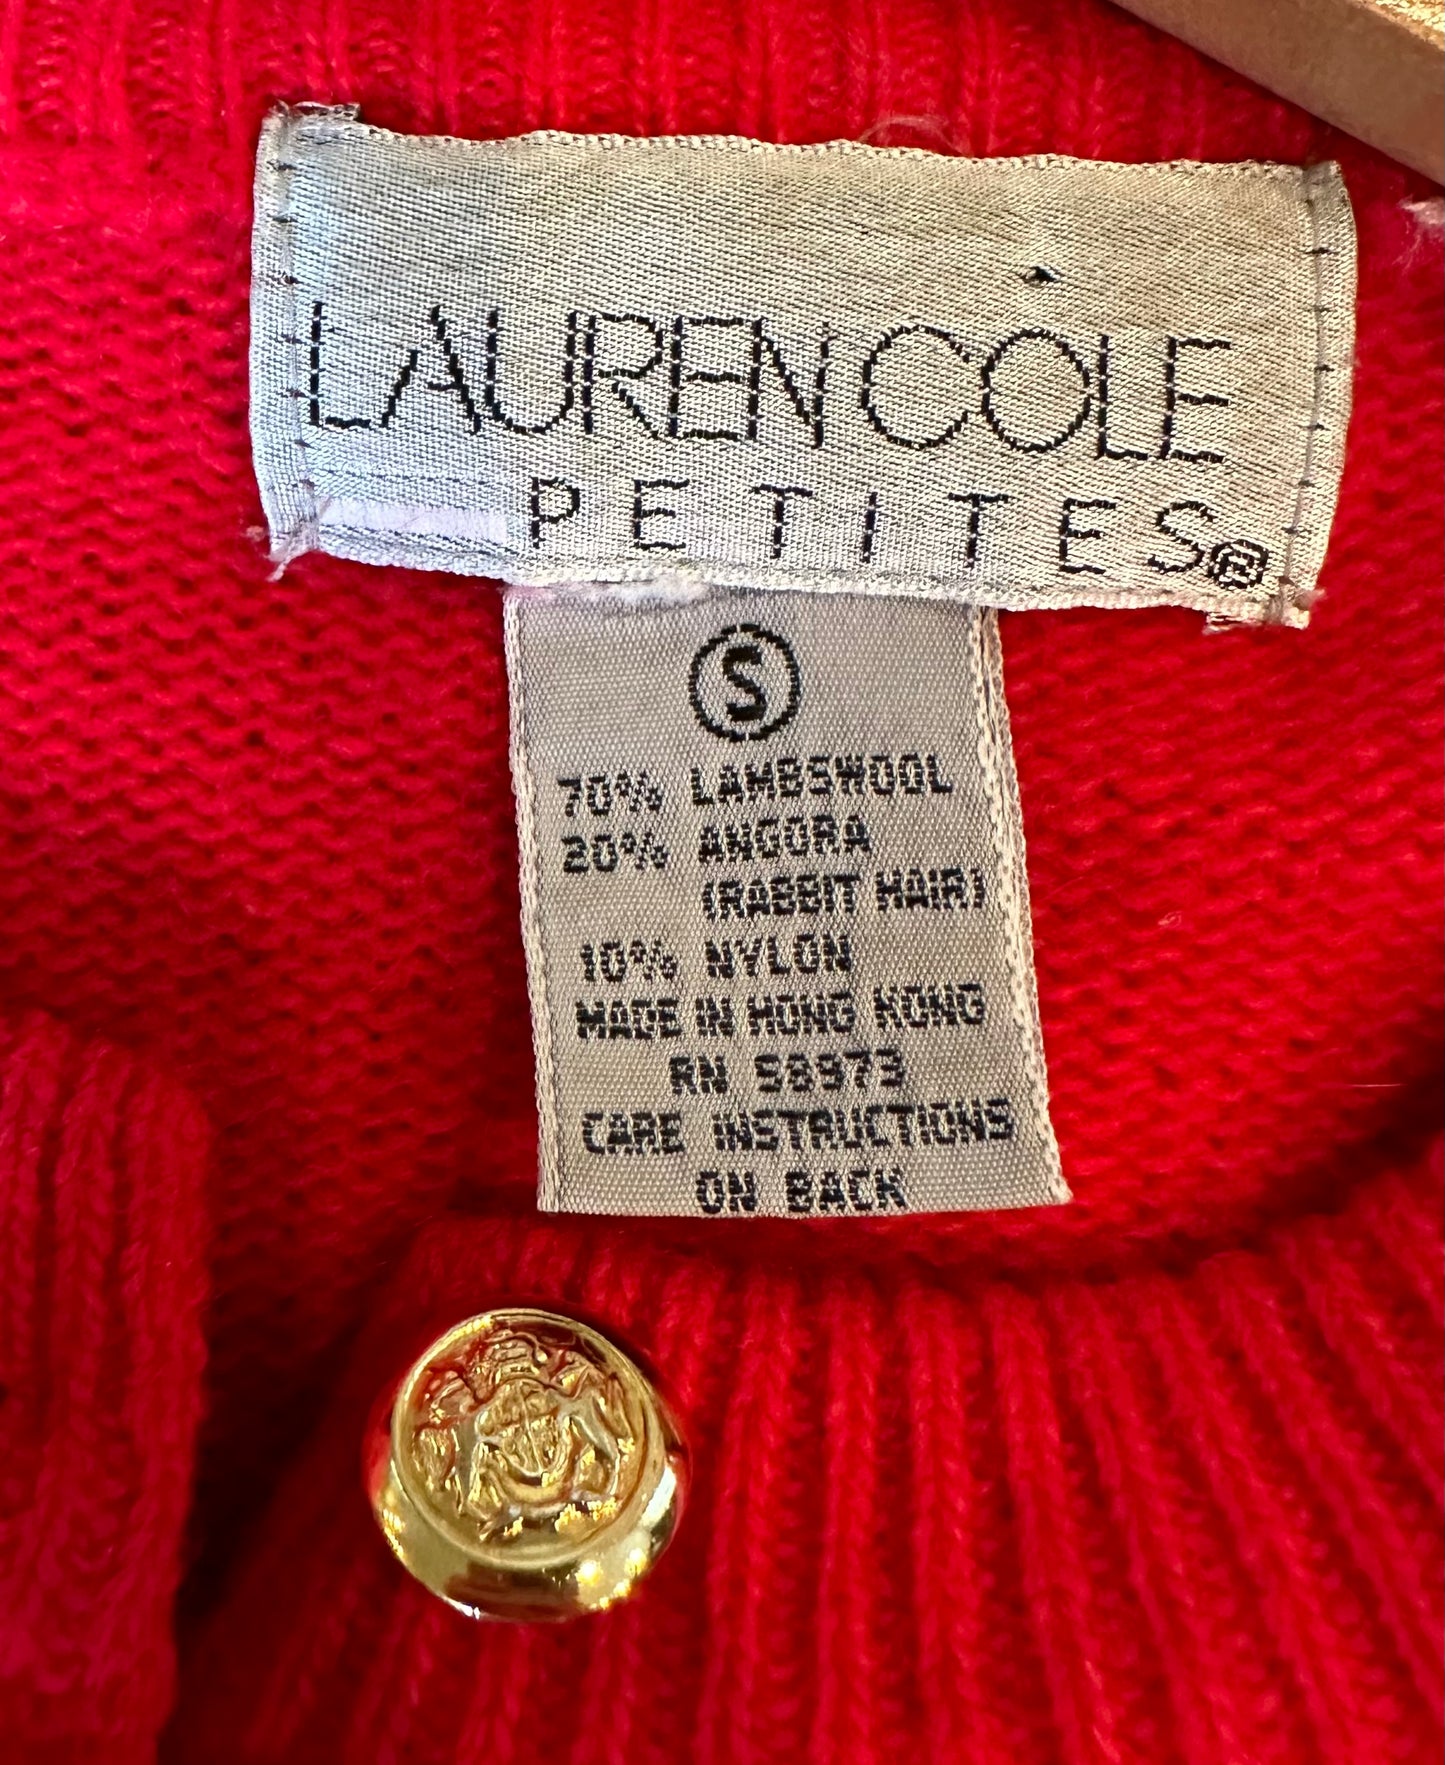 LAUREN COLE
PETITES®
S
70% LAMBSWOOL
20% ANGORA
(RABBIT HAIR)
10% NYLON
MADE IN HONG KONG
RN 58973
CARE INSTRUCTIONS
ON BACK